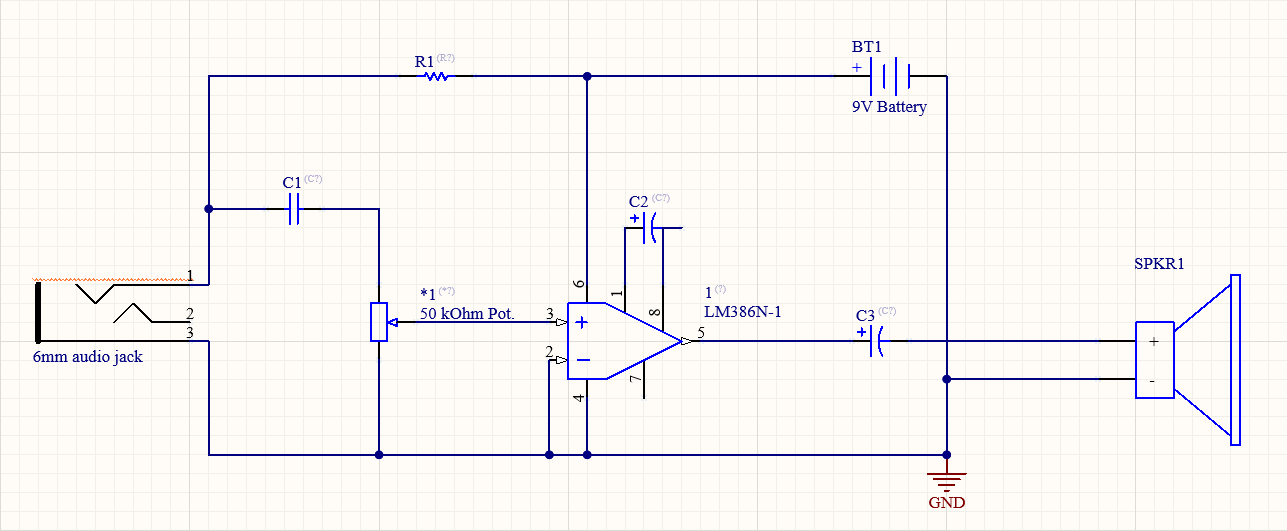 BT1
+
9V Battery
R1 (R?)
C1 (C?)
C2 (C?)
+
SPKR1
1
2
3
6mm audio jack
*1 (*?)
50 kOhm Pot.
6
1
8
3
+
2
4
7
5
1 (?)
LM386N-1
C3 (C?)
+
+
-
GND